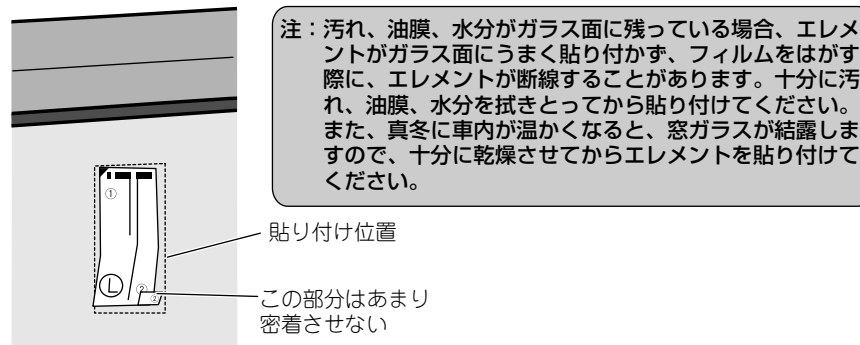 注：汚れ、油膜、水分がガラス面に残っている場合、エレメ
ントがガラス面にうまく貼り付かず、フィルムをはがす
際に、エレメントが断線することがあります。十分に汚
れ、油膜、水分を拭きとってから貼り付けてください。
また、真冬に車内が温かくなると、窓ガラスが結露しま
すので、十分に乾燥させてからエレメントを貼り付けて
ください。
①
貼り付け位置
Ⓛ
②
②
この部分はあまり
密着させない